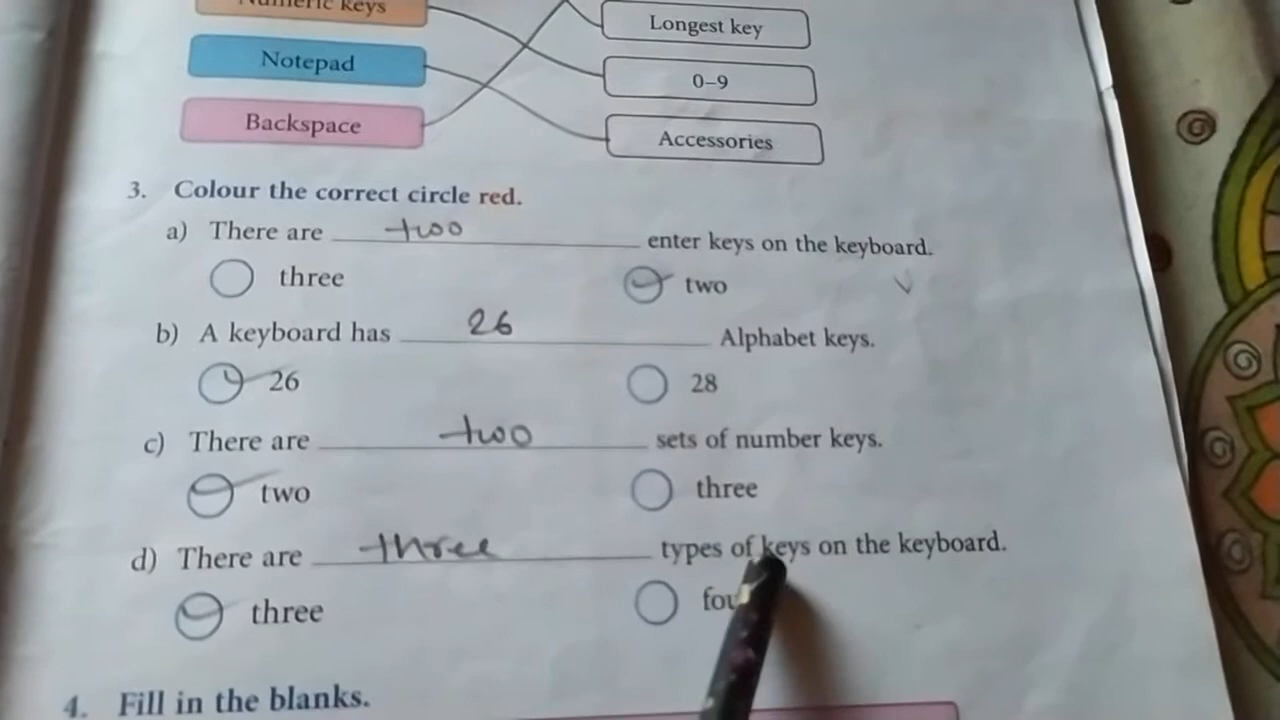 Numeric keys
Longest key
Notepad
0–9
Backspace
Accessories
3. Colour the correct circle red.
a) There are two enter keys on the keyboard.
three two
b) A keyboard has 26 Alphabet keys.
26 28
c) There are two sets of number keys.
two three
d) There are three types of keys on the keyboard.
three
4. Fill in the blanks.